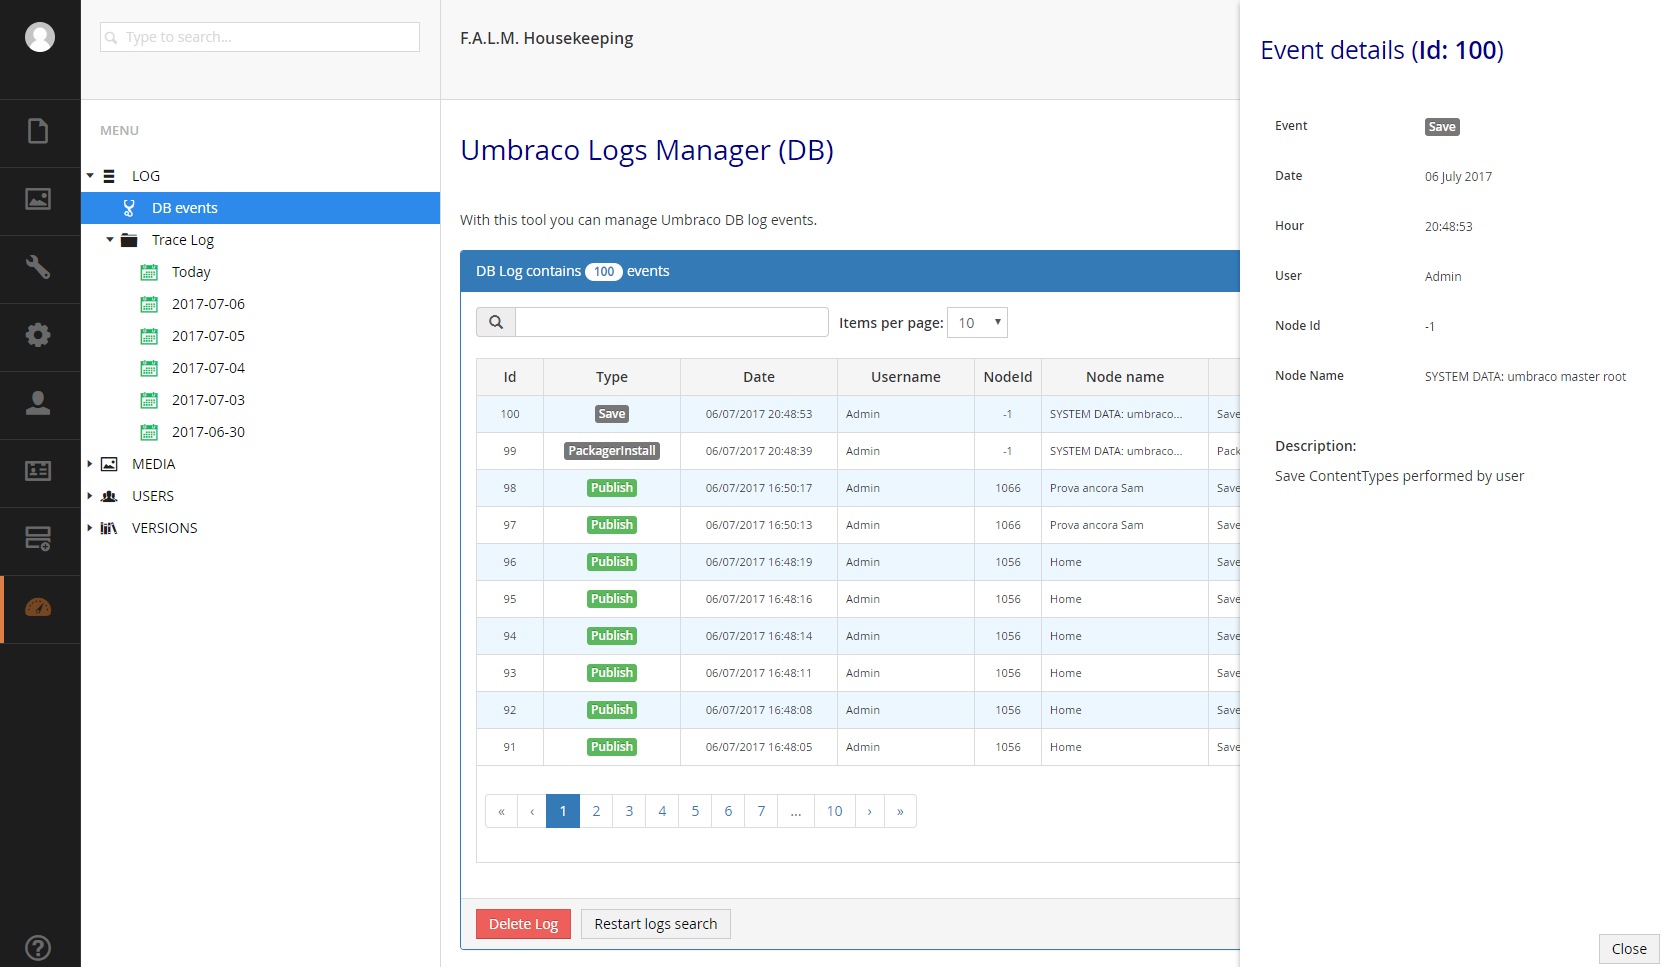 Type to search...
MENU
LOG
DB events
Trace Log
Today
2017-07-06
2017-07-05
2017-07-04
2017-07-03
2017-06-30
MEDIA
USERS
VERSIONS
F.A.L.M. Housekeeping
Umbraco Logs Manager (DB)
With this tool you can manage Umbraco DB log events.
DB Log contains 100 events
Items per page: 10
Id Type Date Username NodeId Node name
100 Save 06/07/2017 20:48:53 Admin -1 SYSTEM DATA: umbraco... Save
99 PackagerInstall 06/07/2017 20:48:39 Admin -1 SYSTEM DATA: umbraco... Pack
98 Publish 06/07/2017 16:50:17 Admin 1066 Prova ancora Sam Save
97 Publish 06/07/2017 16:50:13 Admin 1066 Prova ancora Sam Save
96 Publish 06/07/2017 16:48:19 Admin 1056 Home Save
95 Publish 06/07/2017 16:48:16 Admin 1056 Home Save
94 Publish 06/07/2017 16:48:14 Admin 1056 Home Save
93 Publish 06/07/2017 16:48:11 Admin 1056 Home Save
92 Publish 06/07/2017 16:48:08 Admin 1056 Home Save
91 Publish 06/07/2017 16:48:05 Admin 1056 Home Save
« ‹ 1 2 3 4 5 6 7 ... 10 › »
Delete Log Restart logs search
Event details (Id: 100)
Event Save
Date 06 July 2017
Hour 20:48:53
User Admin
Node Id -1
Node Name SYSTEM DATA: umbraco master root
Description:
Save ContentTypes performed by user
Close